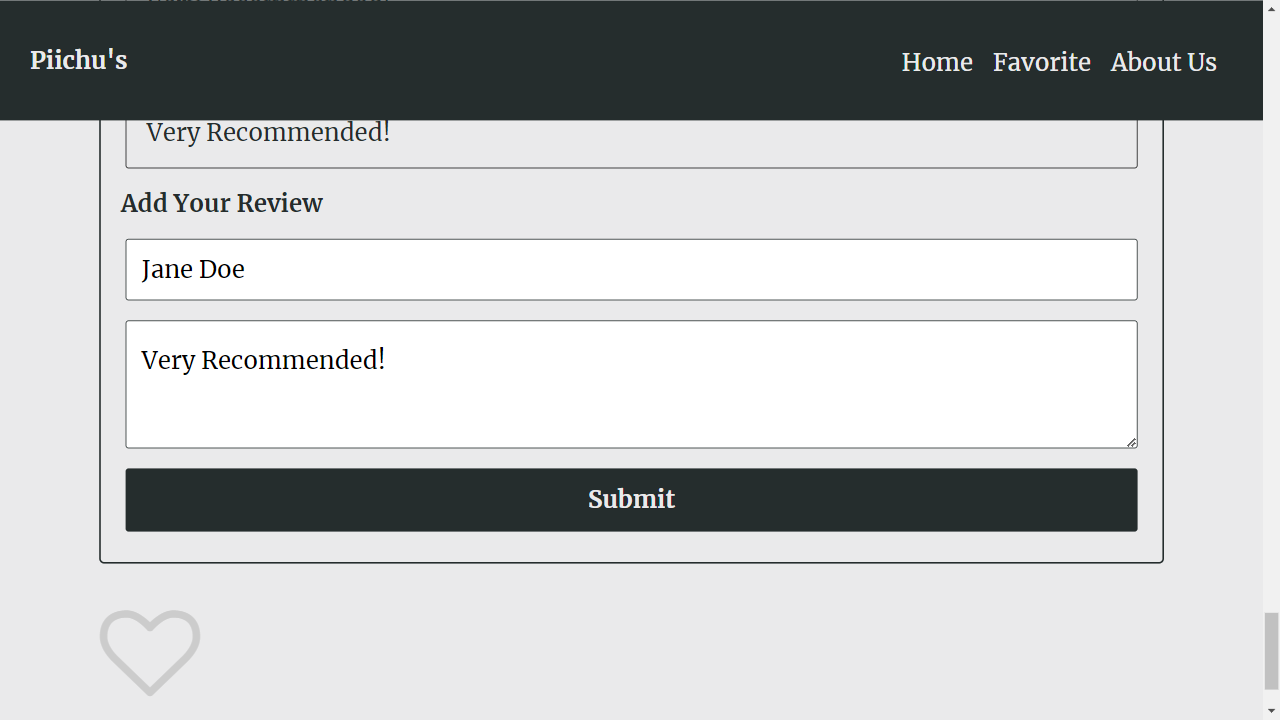 Piichu's
Home Favorite About Us
Very Recommended!
Add Your Review
Jane Doe
Very Recommended!
Submit